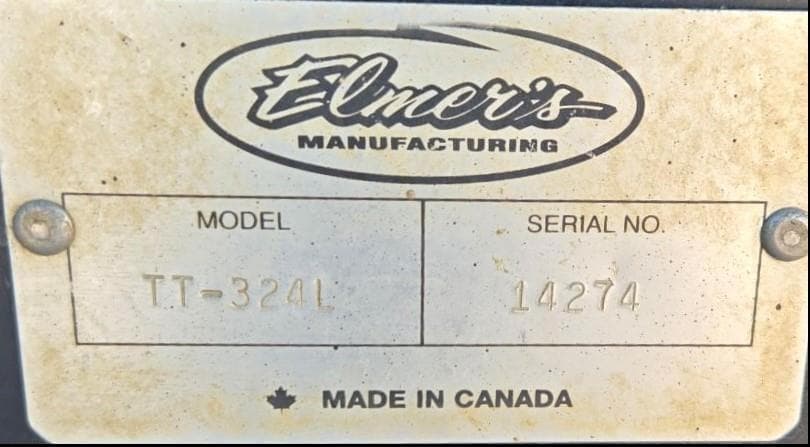 Elmer's
MANUFACTURING
MODEL SERIAL NO.
TT-324L 14274
MADE IN CANADA